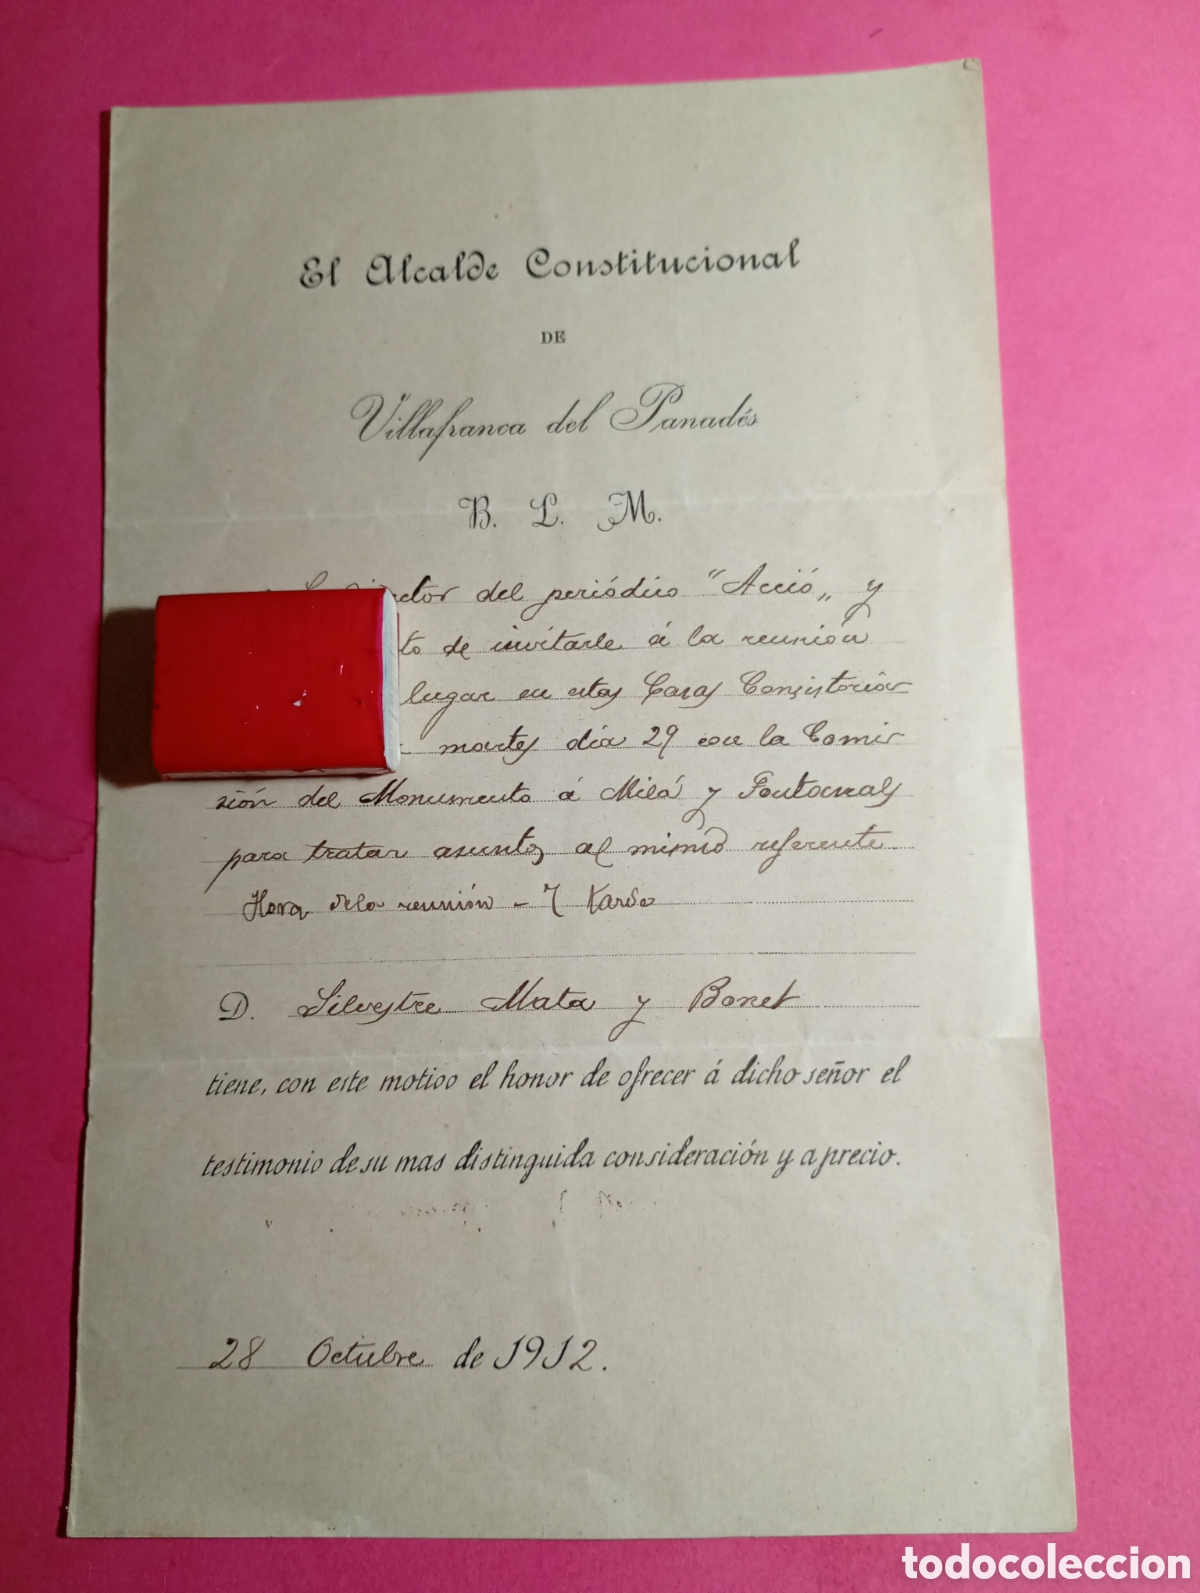 El Alcalde Constitucional
DE
Villafranca del Panadés
B. L. M.
del periódico "Acció„ y
de invitarle á la reunión
lugar en estas Casas Consistoria
martes día 29 con la Comi
sión del Monumento á Milá y Fontanals
para tratar asuntos al mismo referente
Hora de la reunión - 7 tarde
D. Silvestre Mata y Bonet
tiene, con este motivo el honor de ofrecer á dicho señor el
testimonio de su mas distinguida consideración y aprecio.
28 Octubre de 1912.
todocoleccion